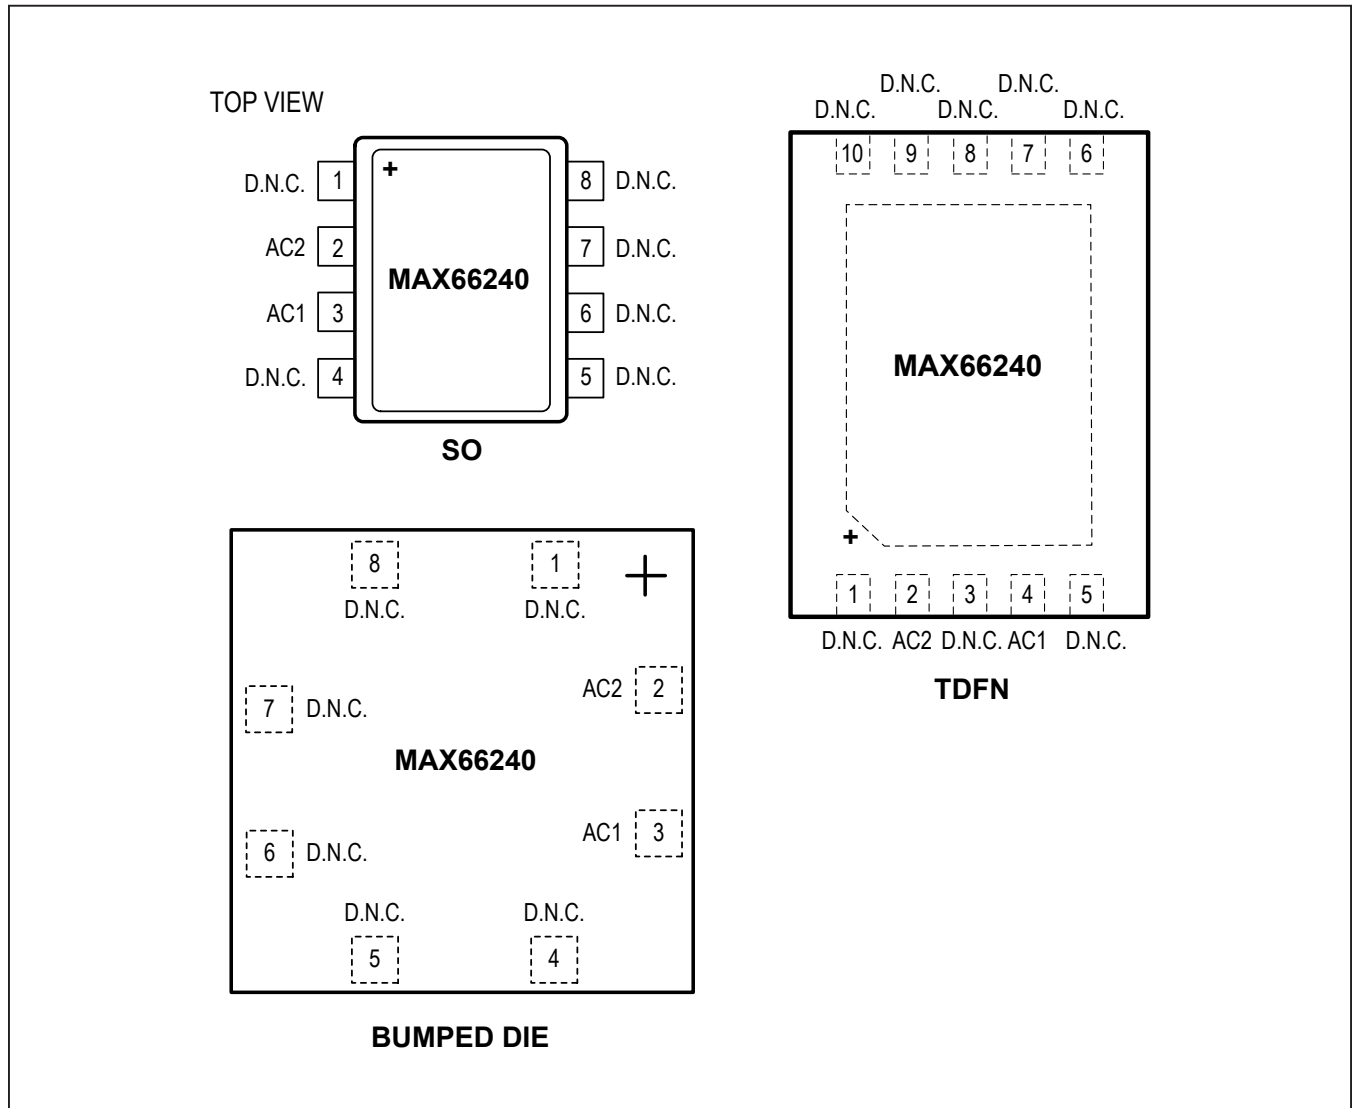 TOP VIEW
D.N.C. 1 + 8 D.N.C.
AC2 2 7 D.N.C.
MAX66240
AC1 3 6 D.N.C.
D.N.C. 4 5 D.N.C.
SO
D.N.C. D.N.C.
D.N.C. D.N.C. D.N.C.
10 9 8 7 6
MAX66240
+
1 2 3 4 5
D.N.C. AC2 D.N.C. AC1 D.N.C.
TDFN
8 1 +
D.N.C. D.N.C.
AC2 2
7 D.N.C.
MAX66240
AC1 3
6 D.N.C.
D.N.C. D.N.C.
5 4
BUMPED DIE